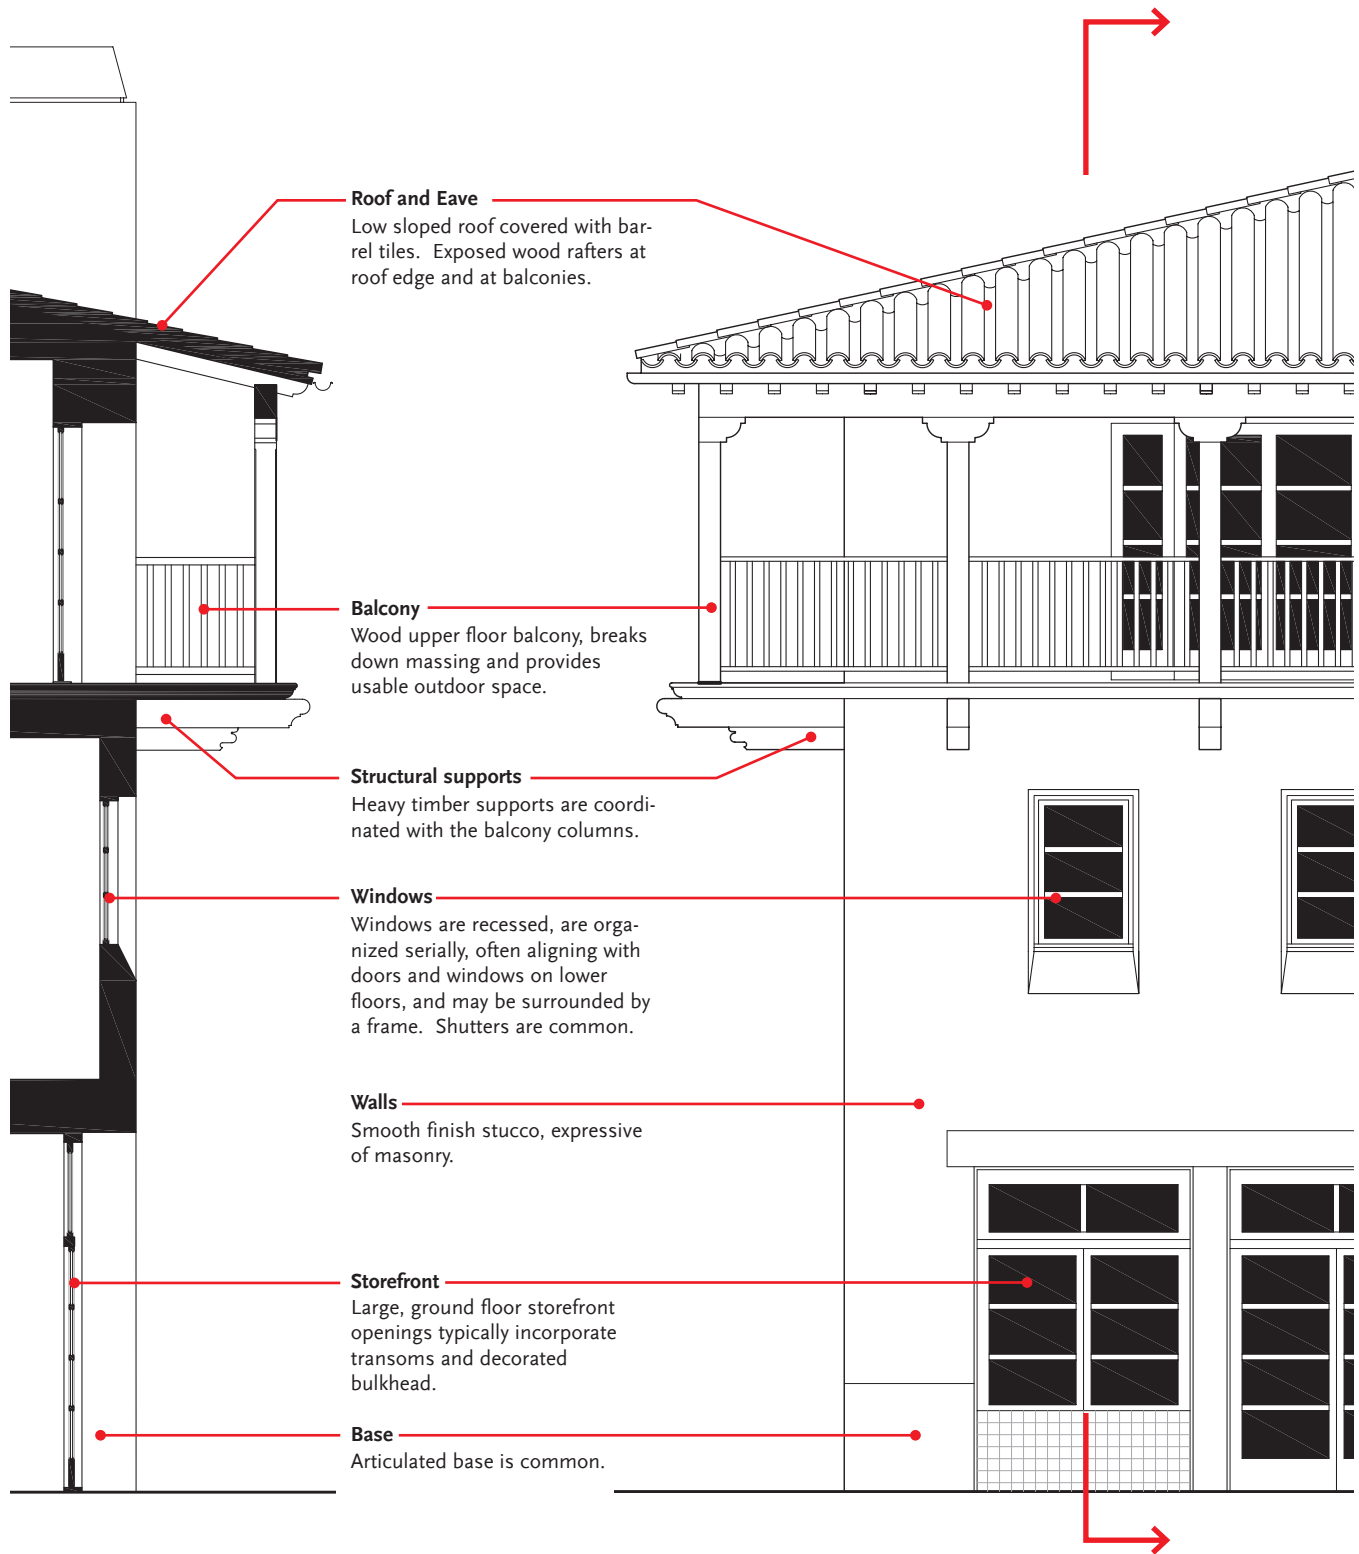 Roof and Eave
Low sloped roof covered with bar-
rel tiles.  Exposed wood rafters at
roof edge and at balconies.
Balcony
Wood upper floor balcony, breaks
down massing and provides
usable outdoor space.
Structural supports
Heavy timber supports are coordi-
nated with the balcony columns.
Windows
Windows are recessed, are orga-
nized serially, often aligning with
doors and windows on lower
floors, and may be surrounded by
a frame.  Shutters are common.
Walls
Smooth finish stucco, expressive
of masonry.
Storefront
Large, ground floor storefront
openings typically incorporate
transoms and decorated
bulkhead.
Base
Articulated base is common.